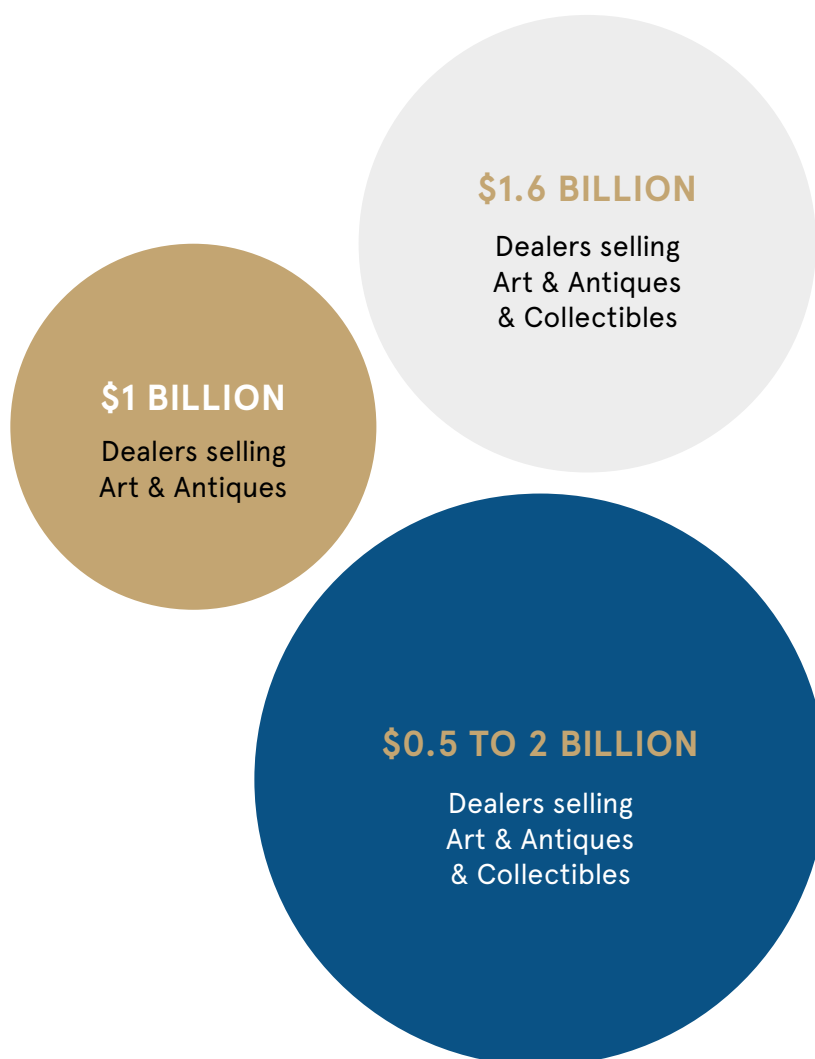 $1.6 BILLION
Dealers selling
Art & Antiques
& Collectibles
$1 BILLION
Dealers selling
Art & Antiques
$0.5 TO 2 BILLION
Dealers selling
Art & Antiques
& Collectibles